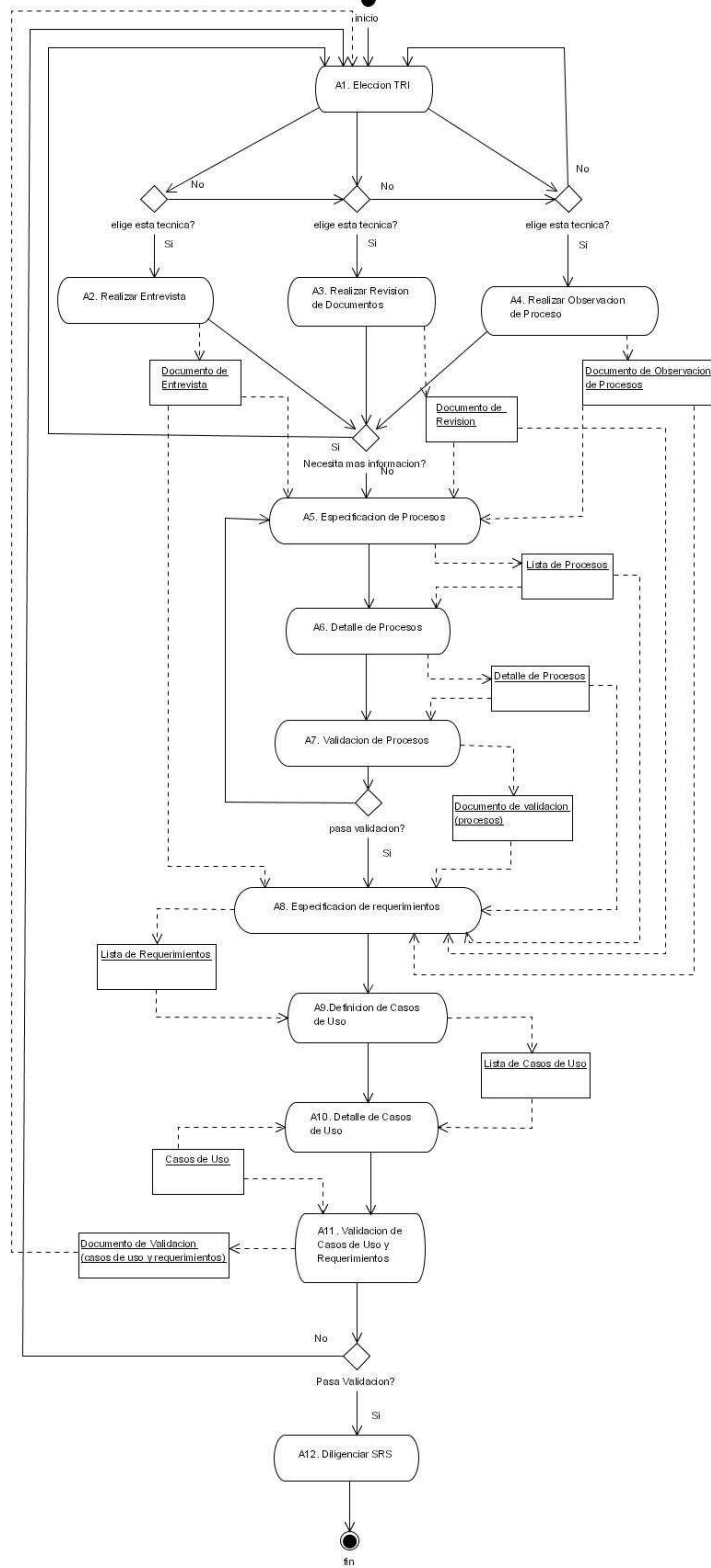 inicio
A1. Eleccion TRI
No
No
No
elige esta tecnica?
elige esta tecnica?
elige esta tecnica?
Si
Si
Si
A2. Realizar Entrevista
A3. Realizar Revision
de Documentos
A4. Realizar Observacion
de Proceso
Documento de
Entrevista
Documento de Observacion
de Procesos
Documento de
Revision
Si
Necesita mas informacion?
No
A5. Especificacion de Procesos
Lista de Procesos
A6. Detalle de Procesos
Detalle de Procesos
A7. Validacion de Procesos
Documento de validacion
(procesos)
pasa validacion?
Si
A8. Especificacion de requerimientos
Lista de Requerimientos
A9.Definicion de Casos
de Uso
Lista de Casos de Uso
A10. Detalle de Casos
de Uso
Casos de Uso
A11. Validacion de
Casos de Uso y
Requerimientos
Documento de Validacion
(casos de uso y requerimientos)
No
Pasa Validacion?
Si
A12. Diligenciar SRS
fin